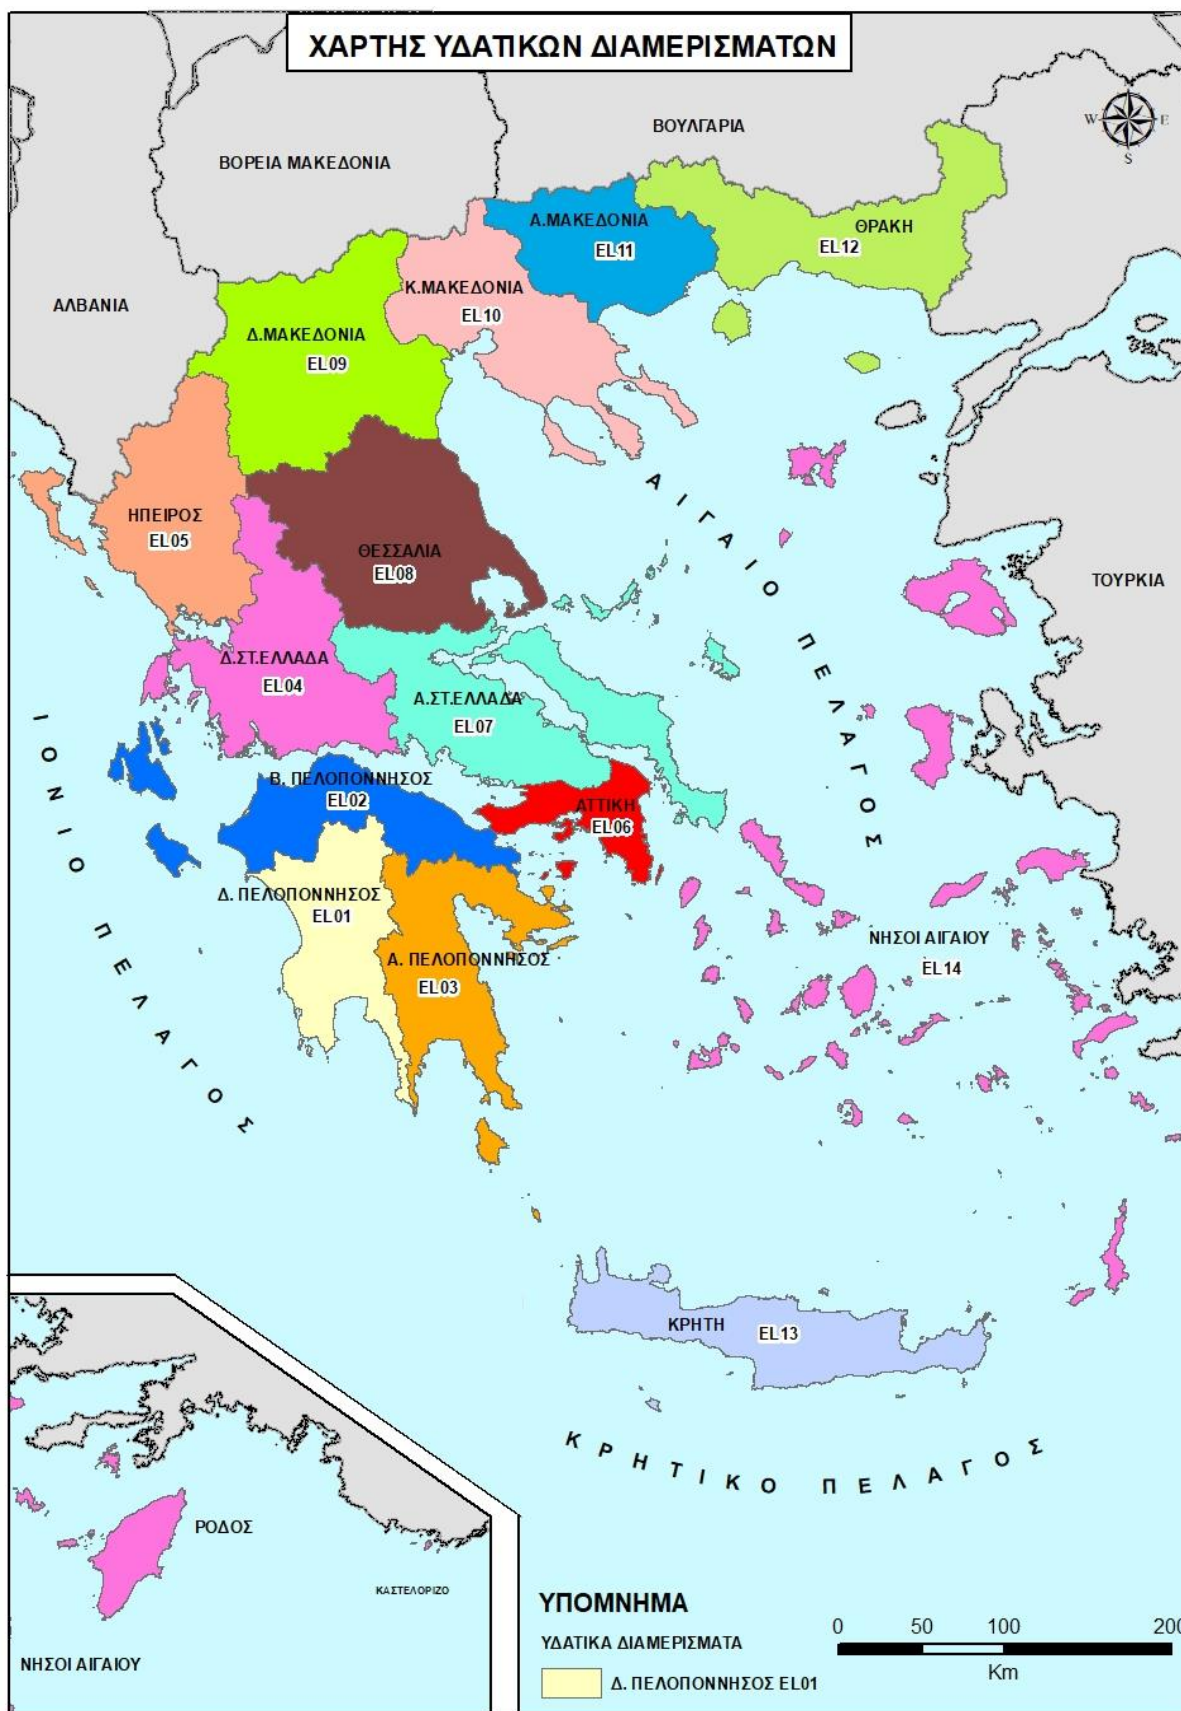 ΧΑΡΤΗΣ ΥΔΑΤΙΚΩΝ ΔΙΑΜΕΡΙΣΜΑΤΩΝ
ΒΟΥΛΓΑΡΙΑ
W E
S
ΒΟΡΕΙΑ ΜΑΚΕΔΟΝΙΑ
Α.ΜΑΚΕΔΟΝΙΑ
EL11
ΘΡΑΚΗ
EL12
Κ.ΜΑΚΕΔΟΝΙΑ
EL10
ΑΛΒΑΝΙΑ
Δ.ΜΑΚΕΔΟΝΙΑ
EL09
ΗΠΕΙΡΟΣ
EL05
ΘΕΣΣΑΛΙΑ
EL08
ΑΙΓΑΙΟ ΠΕΛΑΓΟΣ
ΤΟΥΡΚΙΑ
Δ.ΣΤ.ΕΛΛΑΔΑ
EL04
Α.ΣΤ.ΕΛΛΑΔΑ
EL07
ΙΟΝΙΟ ΠΕΛΑΓΟΣ
Β. ΠΕΛΟΠΟΝΝΗΣΟΣ
EL02
ΑΤΤΙΚΗ
EL06
Δ. ΠΕΛΟΠΟΝΝΗΣΟΣ
EL01
Α. ΠΕΛΟΠΟΝΝΗΣΟΣ
EL03
ΝΗΣΟΙ ΑΙΓΑΙΟΥ
EL14
ΚΡΗΤΗ EL13
ΚΡΗΤΙΚΟ ΠΕΛΑΓΟΣ
ΡΟΔΟΣ
ΚΑΣΤΕΛΟΡΙΖΟ
ΝΗΣΟΙ ΑΙΓΑΙΟΥ
ΥΠΟΜΝΗΜΑ
ΥΔΑΤΙΚΑ ΔΙΑΜΕΡΙΣΜΑΤΑ
Δ. ΠΕΛΟΠΟΝΝΗΣΟΣ EL01
0 50 100 200
Km